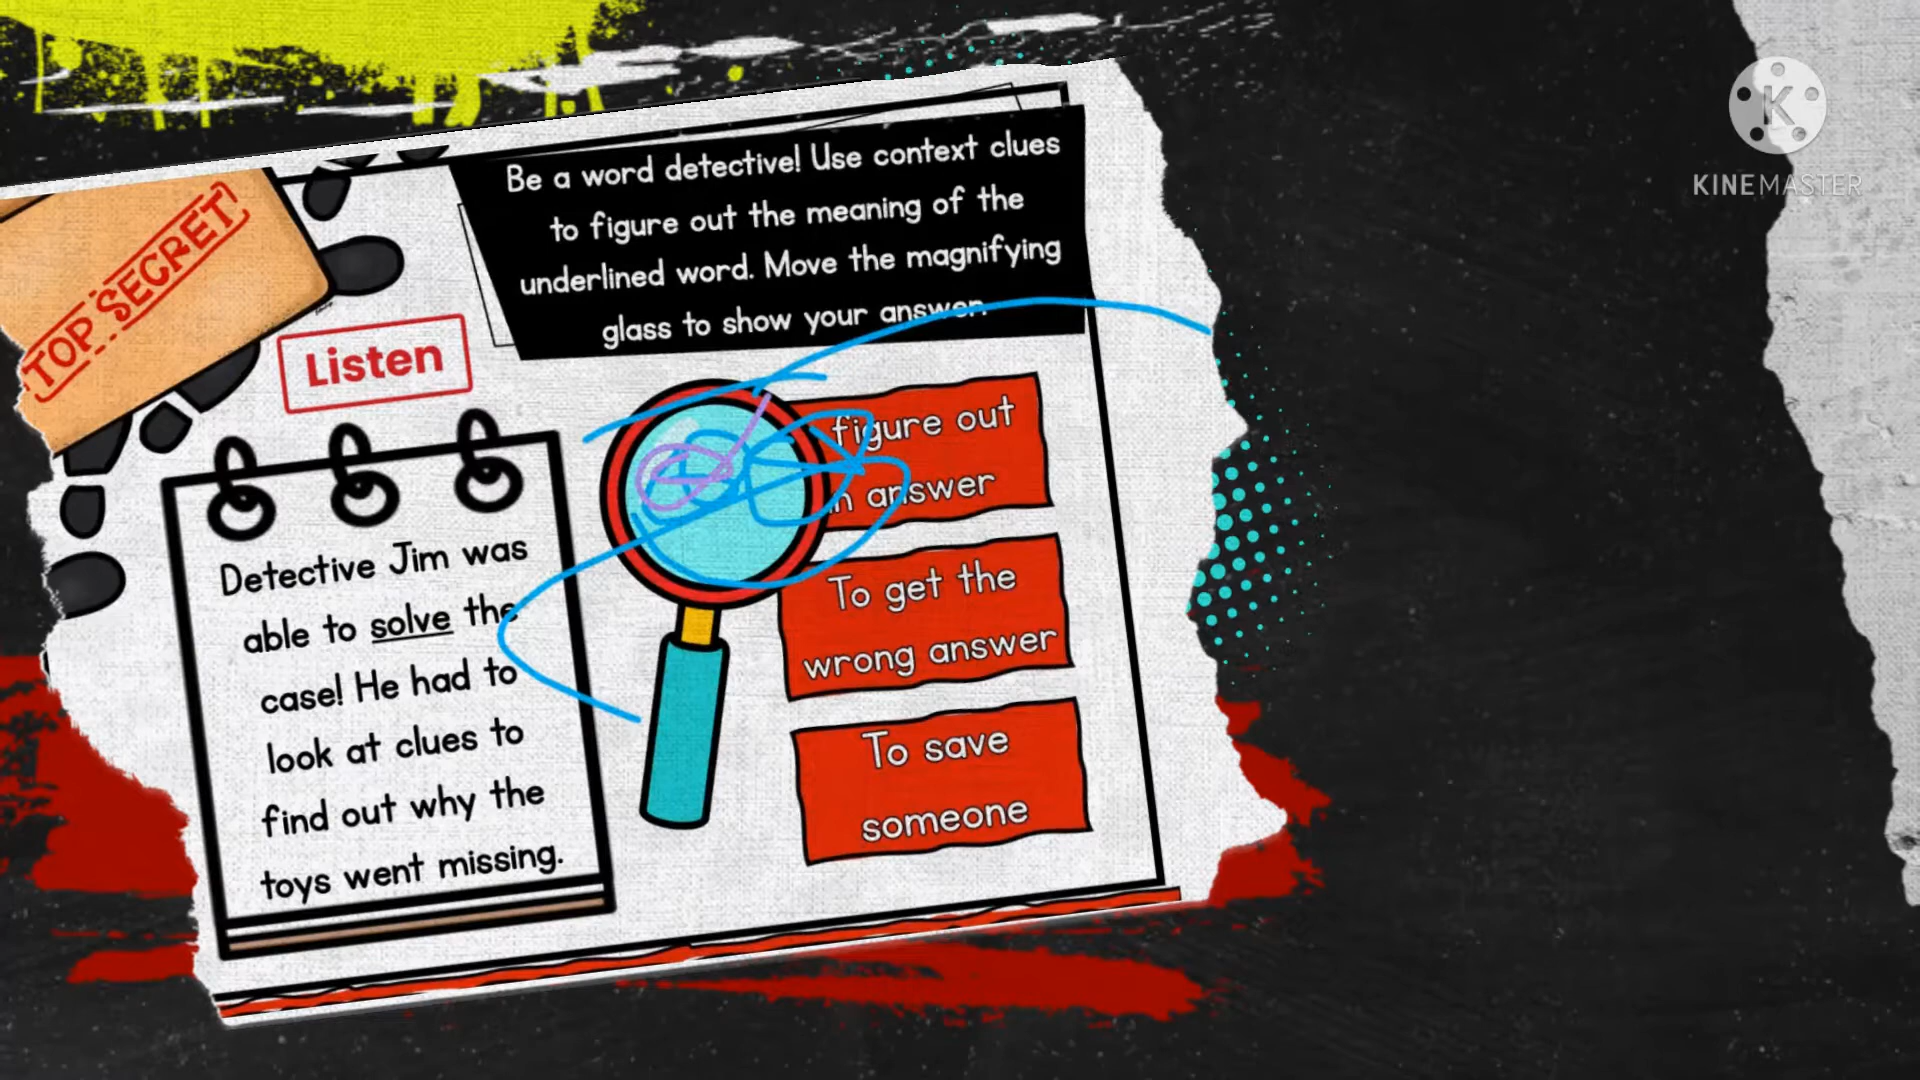 KINEMASTER
Be a word detective! Use context clues
to figure out the meaning of the
underlined word. Move the magnifying
glass to show your answer.
TOP SECRET
Listen
Detective Jim was
able to solve the
case! He had to
look at clues to
find out why the
toys went missing.
figure out
answer
To get the
wrong answer
To save
someone